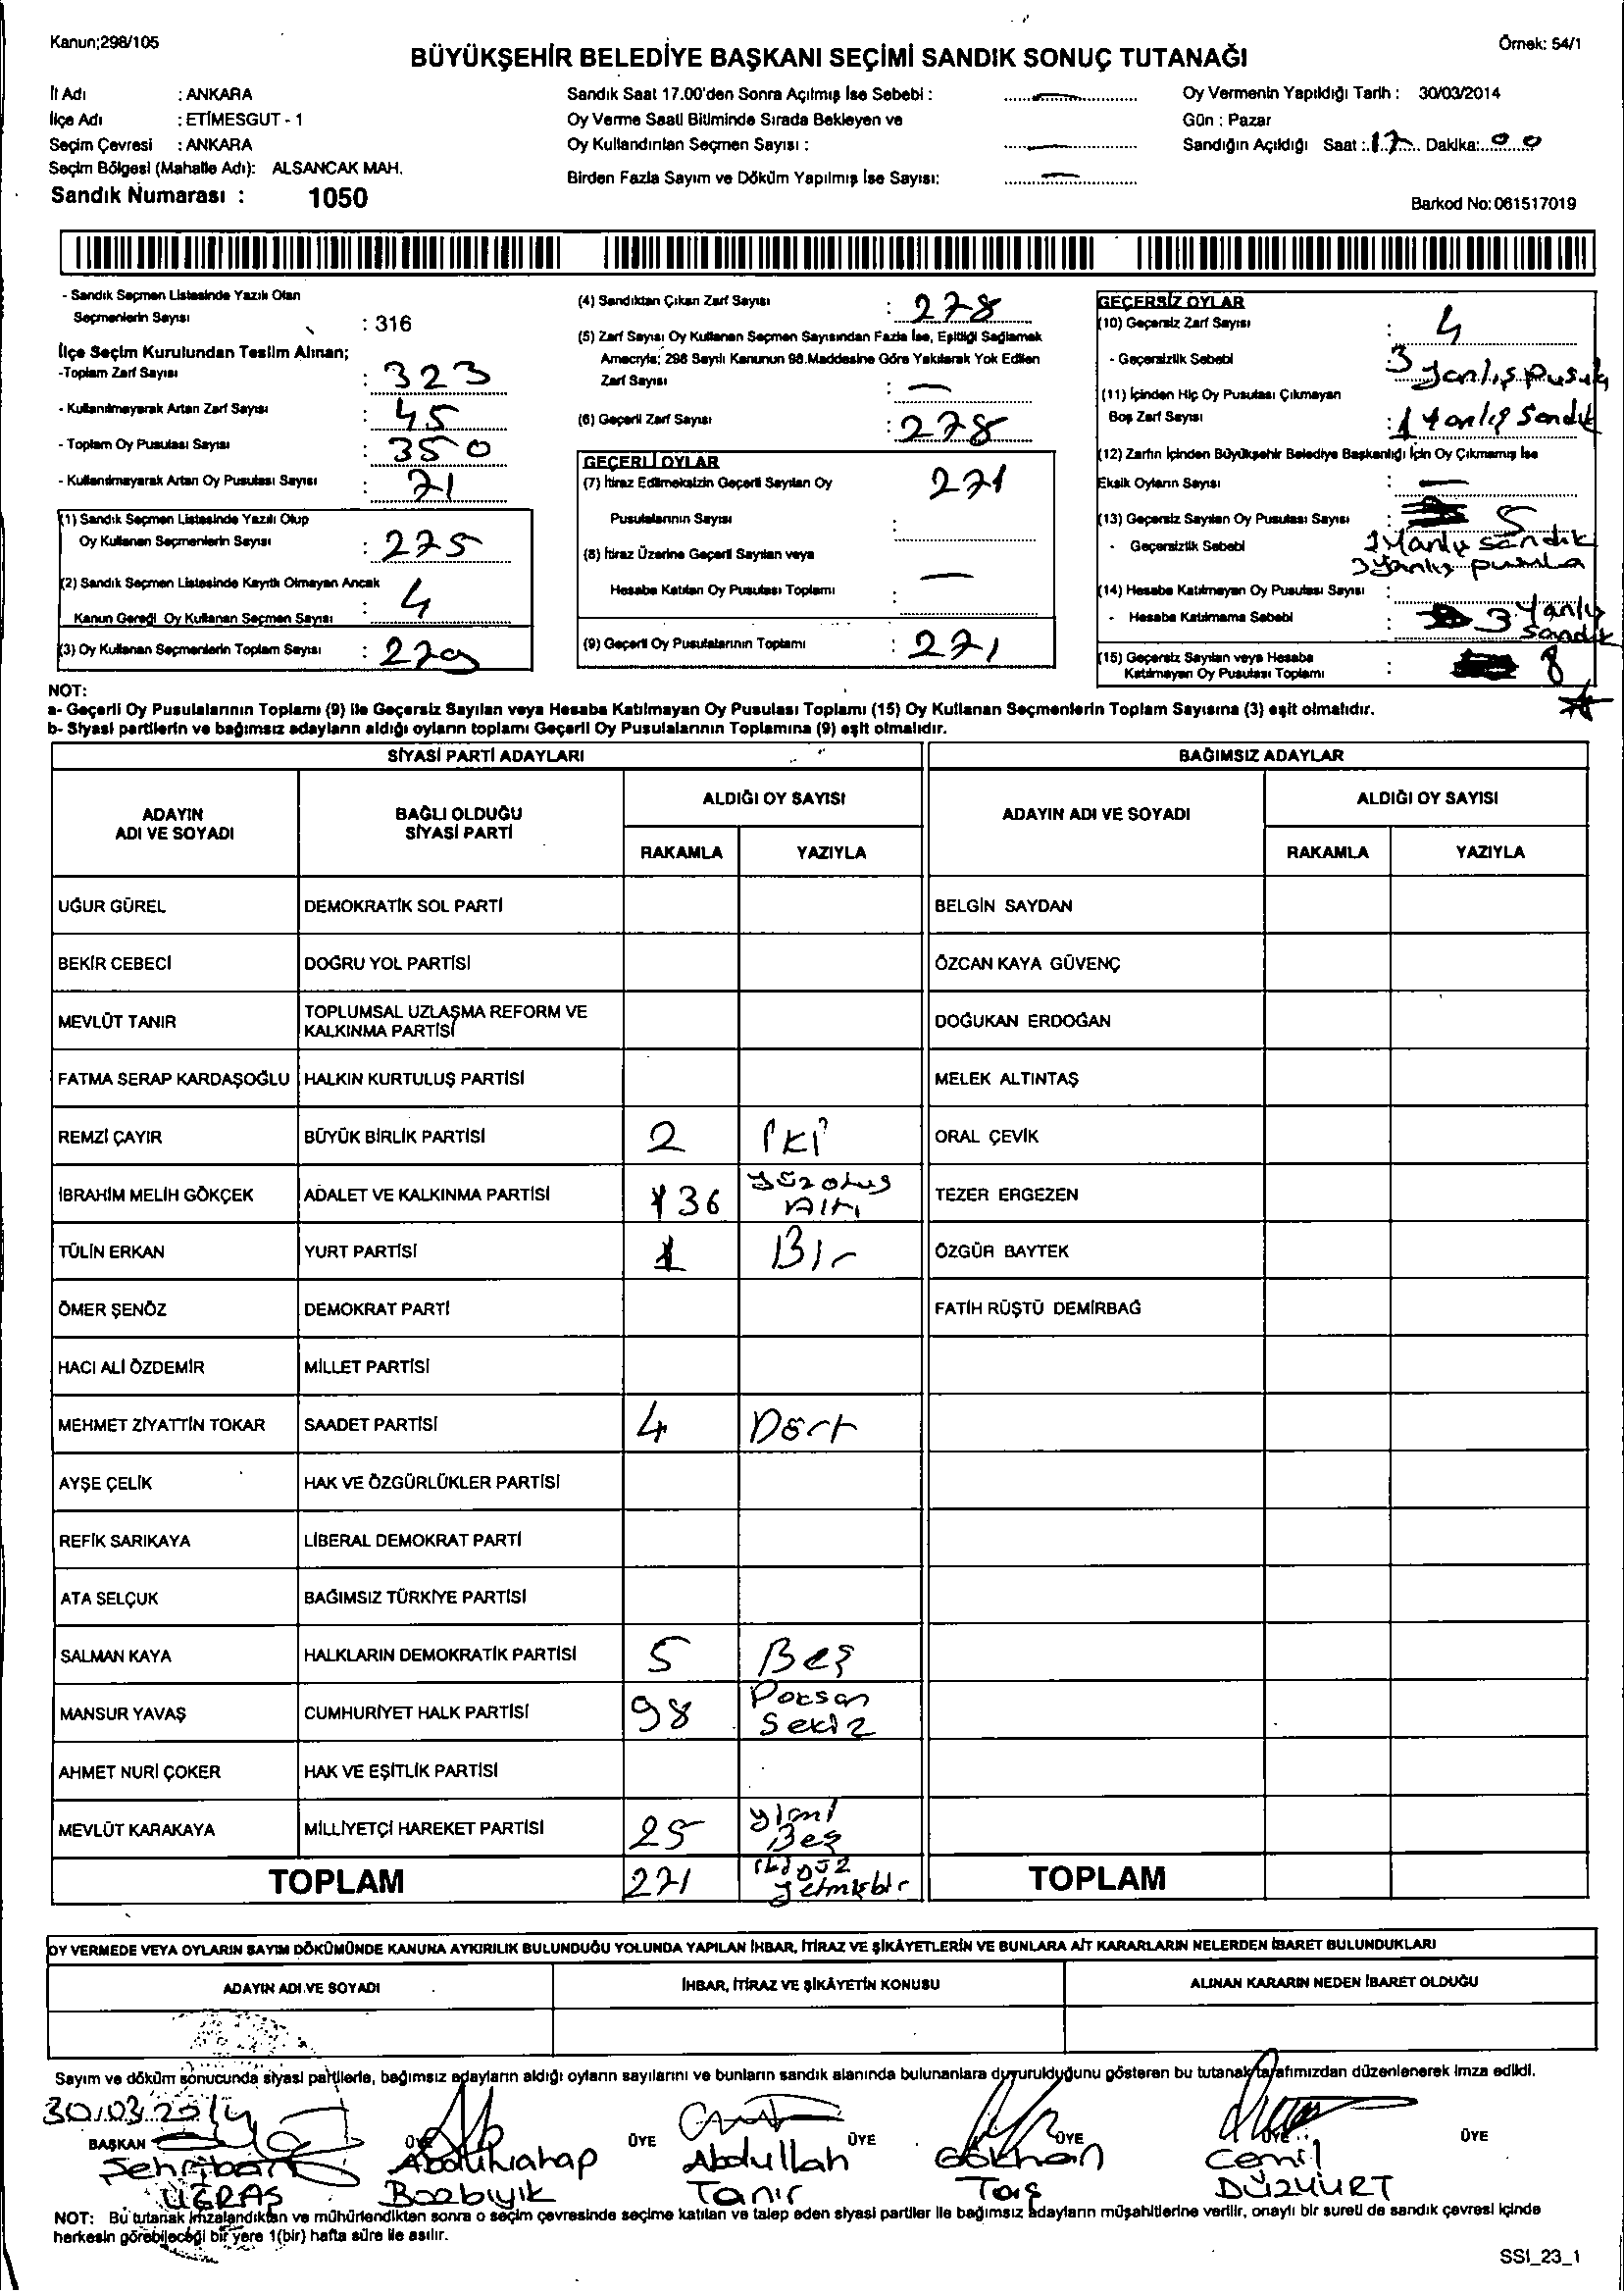 Kanun;298/105
Örnek: 54/1
BÜYÜKŞEHİR BELEDİYE BAŞKANI SEÇİMİ SANDIK SONUÇ TUTANAĞI
İl Adı : ANKARA
İlçe Adı : ETİMESGUT - 1
Seçim Çevresi : ANKARA
Seçim Bölgesi (Mahalle Adı): ALSANCAK MAH.
Sandık Numarası : 1050
Sandık Saat 17.00'den Sonra Açılmış İse Sebebi :
Oy Verme Saati Bitiminde Sırada Bekleyen ve
Oy Kullandırılan Seçmen Sayısı :
Birden Fazla Sayım ve Döküm Yapılmış İse Sayısı:
Oy Vermenin Yapıldığı Tarih : 30/03/2014
Gün : Pazar
Sandığın Açıldığı Saat : 17 Dakika: 00
Barkod No: 061517019
- Sandık Seçmen Listesinde Yazılı Olan
Seçmenlerin Sayısı : 316
İlçe Seçim Kurulundan Teslim Alınan;
-Toplam Zarf Sayısı : 323
- Kullanılmayarak Artan Zarf Sayısı : 45
- Toplam Oy Pusulası Sayısı : 350
- Kullanılmayarak Artan Oy Pusulası Sayısı : 71
(1) Sandık Seçmen Listesinde Yazılı Olup
Oy Kullanan Seçmenlerin Sayısı : 275
(2) Sandık Seçmen Listesinde Kayıtlı Olmayan Ancak
Kanun Gereği Oy Kullanan Seçmen Sayısı : 4
(3) Oy Kullanan Seçmenlerin Toplam Sayısı : 279
(4) Sandıktan Çıkan Zarf Sayısı : 278
(5) Zarf Sayısı Oy Kullanan Seçmen Sayısından Fazla İse, Eşitliği Sağlamak
Amacıyla; 298 Sayılı Kanunun 98.Maddesine Göre Yakılarak Yok Edilen
Zarf Sayısı : —
(6) Geçerli Zarf Sayısı : 278
GEÇERLİ OYLAR
(7) İtiraz Edilmeksizin Geçerli Sayılan Oy 271
Pusulalarının Sayısı :
(8) İtiraz Üzerine Geçerli Sayılan veya —
Hesaba Katılan Oy Pusulası Toplamı :
(9) Geçerli Oy Pusulalarının Toplamı : 271
GEÇERSİZ OYLAR
(10) Geçersiz Zarf Sayısı : 4
- Geçersizlik Sebebi : 3 Yanlış pusula
(11) İçinden Hiç Oy Pusulası Çıkmayan
Boş Zarf Sayısı : 1 Yanlış Sandık
(12) Zarfın İçinden Büyükşehir Belediye Başkanlığı İçin Oy Çıkmamış İse
Eksik Oyların Sayısı : —
(13) Geçersiz Sayılan Oy Pusulası Sayısı : 5
- Geçersizlik Sebebi 2 Yanlış sandık
3 Yanlış pusula
(14) Hesaba Katılmayan Oy Pusulası Sayısı :
- Hesaba Katılmama Sebebi : 3 Yanlış
sandık
(15) Geçersiz Sayılan veya Hesaba
Katılmayan Oy Pusulası Toplamı : 8
NOT:
a- Geçerli Oy Pusulalarının Toplamı (9) ile Geçersiz Sayılan veya Hesaba Katılmayan Oy Pusulası Toplamı (15) Oy Kullanan Seçmenlerin Toplam Sayısına (3) eşit olmalıdır.
b- Siyasi partilerin ve bağımsız adayların aldığı oyların toplamı Geçerli Oy Pusulalarının Toplamına (9) eşit olmalıdır.
SİYASİ PARTİ ADAYLARI
BAĞIMSIZ ADAYLAR
ADAYIN
ADI VE SOYADI
BAĞLI OLDUĞU
SİYASİ PARTİ
ALDIĞI OY SAYISI
RAKAMLA YAZIYLA
ADAYIN ADI VE SOYADI
ALDIĞI OY SAYISI
RAKAMLA YAZIYLA
UĞUR GÜREL DEMOKRATİK SOL PARTİ BELGİN SAYDAN
BEKİR CEBECİ DOĞRU YOL PARTİSİ ÖZCAN KAYA GÜVENÇ
MEVLÜT TANIR TOPLUMSAL UZLAŞMA REFORM VE
KALKINMA PARTİSİ DOĞUKAN ERDOĞAN
FATMA SERAP KARDAŞOĞLU HALKIN KURTULUŞ PARTİSİ MELEK ALTINTAŞ
REMZİ ÇAYIR BÜYÜK BİRLİK PARTİSİ 2 İKİ ORAL ÇEVİK
İBRAHİM MELİH GÖKÇEK ADALET VE KALKINMA PARTİSİ 136 yüzotuz
Altı TEZER ERGEZEN
TÜLİN ERKAN YURT PARTİSİ 1 Bir ÖZGÜR BAYTEK
ÖMER ŞENÖZ DEMOKRAT PARTİ FATİH RÜŞTÜ DEMİRBAĞ
HACI ALİ ÖZDEMİR MİLLET PARTİSİ
MEHMET ZİYATTİN TOKAR SAADET PARTİSİ 4 Dört
AYŞE ÇELİK HAK VE ÖZGÜRLÜKLER PARTİSİ
REFİK SARIKAYA LİBERAL DEMOKRAT PARTİ
ATA SELÇUK BAĞIMSIZ TÜRKİYE PARTİSİ
SALMAN KAYA HALKLARIN DEMOKRATİK PARTİSİ 5 Beş
MANSUR YAVAŞ CUMHURİYET HALK PARTİSİ 98 Doksan
Sekiz
AHMET NURİ ÇOKER HAK VE EŞİTLİK PARTİSİ
MEVLÜT KARAKAYA MİLLİYETÇİ HAREKET PARTİSİ 25 yirmi
Beş
TOPLAM 271 ikiyüz
yetmişbir TOPLAM
OY VERMEDE VEYA OYLARIN SAYIM DÖKÜMÜNDE KANUNA AYKIRILIK BULUNDUĞU YOLUNDA YAPILAN İHBAR, İTİRAZ VE ŞİKÂYETLERİN VE BUNLARA AİT KARARLARIN NELERDEN İBARET BULUNDUKLARI
ADAYIN ADI VE SOYADI İHBAR, İTİRAZ VE ŞİKÂYETİN KONUSU ALINAN KARARIN NEDEN İBARET OLDUĞU
Sayım ve döküm sonucunda siyasi partilerle, bağımsız adayların aldığı oyların sayılarını ve bunların sandık alanında bulunanlara duyurulduğunu gösteren bu tutanak tarafımızdan düzenlenerek imza edildi.
30.03.2014
BAŞKAN ÜYE ÜYE ÜYE ÜYE ÜYE ÜYE
Şehriban Abdulvahap Abdullah Gökhan Cemil
UĞRAŞ Bozbıyık Tanır Taş DÜZYURT
NOT: Bu tutanak imzalandıktan ve mühürlendikten sonra o seçim çevresinde seçime katılan ve talep eden siyasi partiler ile bağımsız adayların müşahitlerine verilir, onaylı bir sureti de sandık çevresi içinde
herkesin görebileceği bir yere 1(bir) hafta süre ile asılır.
SSI_23_1